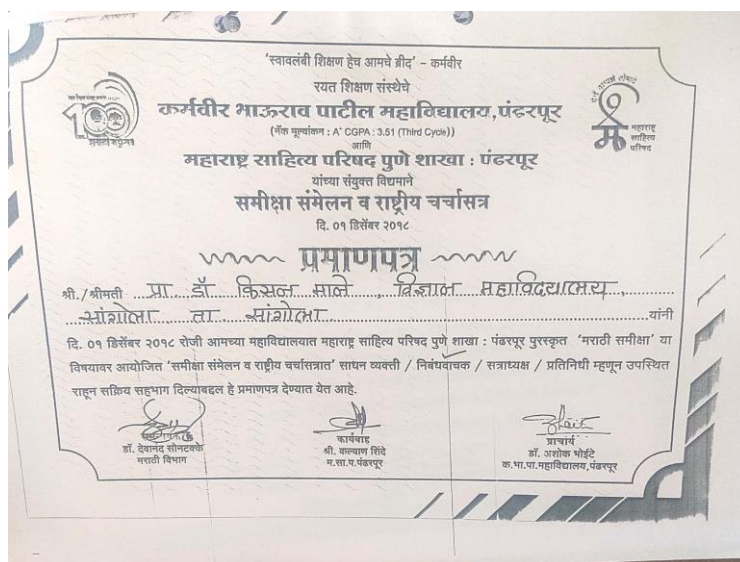 'स्वावलंबी शिक्षण हेच आमचे ब्रीद' – कर्मवीर
रयत शिक्षण संस्थेचे
कर्मवीर भाऊराव पाटील महाविद्यालय, पंढरपूर
(नॅक मूल्यांकन : A' CGPA : 3.51 (Third Cycle))
आणि
महाराष्ट्र साहित्य परिषद पुणे शाखा : पंढरपूर
यांच्या संयुक्त विद्यमाने
समीक्षा संमेलन व राष्ट्रीय चर्चासत्र
दि. ०१ डिसेंबर २०१८
100
महाराष्ट्र
साहित्य
परिषद
प्रमाणपत्र
श्री./श्रीमती प्रा. डॉ किसन माने, विज्ञान महाविद्यालय,
सांगोला ता सांगोला यांनी
दि. ०१ डिसेंबर २०१८ रोजी आमच्या महाविद्यालयात महाराष्ट्र साहित्य परिषद पुणे शाखा : पंढरपूर पुरस्कृत 'मराठी समीक्षा' या
विषयावर आयोजित 'समीक्षा संमेलन व राष्ट्रीय चर्चासत्रात' साधन व्यक्ती / निबंधवाचक / सत्राध्यक्ष / प्रतिनिधी म्हणून उपस्थित
राहून सक्रिय सहभाग दिल्याबद्दल हे प्रमाणपत्र देण्यात येत आहे.
डॉ. देवानंद सोनटक्के
मराठी विभाग
कार्यवाह
श्री. कल्याण शिंदे
म.सा.प.पंढरपूर
प्राचार्य
डॉ. अशोक भोईटे
क.भा.पा.महाविद्यालय,पंढरपूर